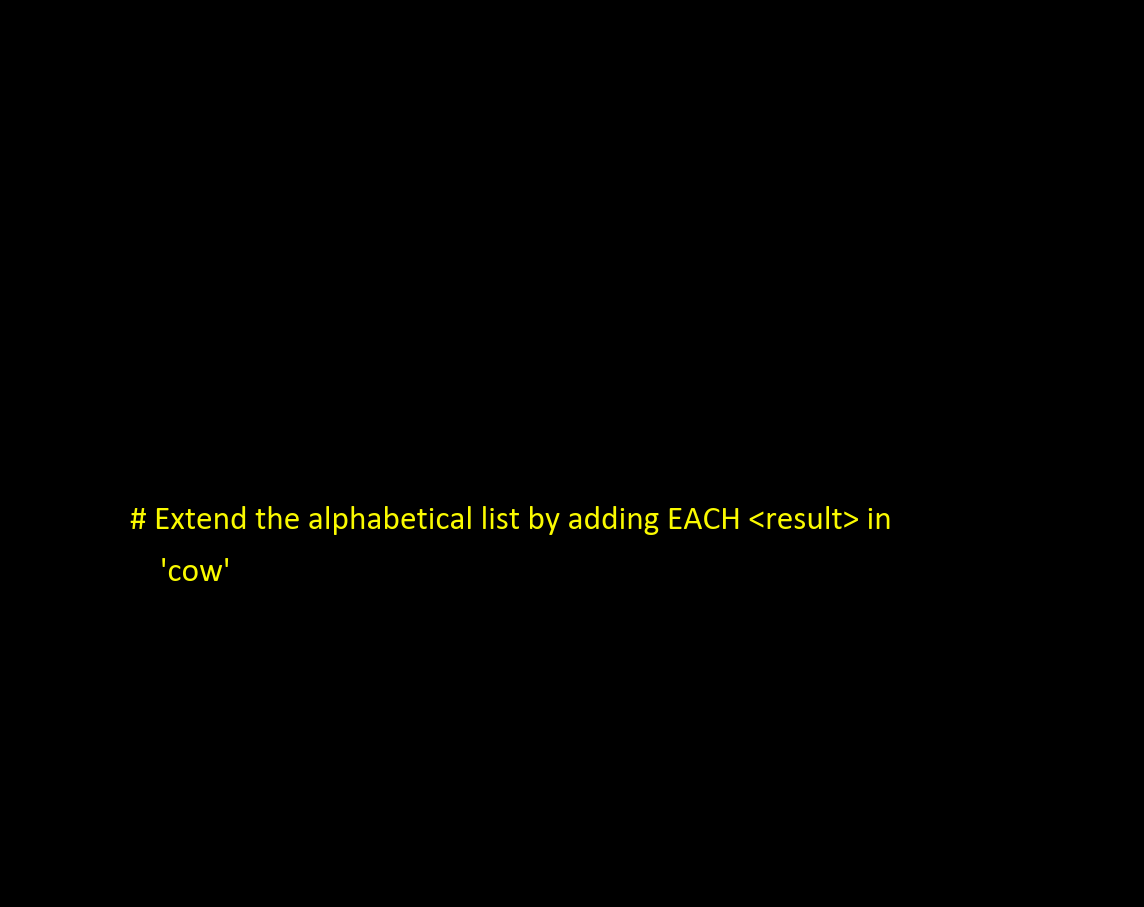 # Extend the alphabetical list by adding EACH <result> in
'cow'